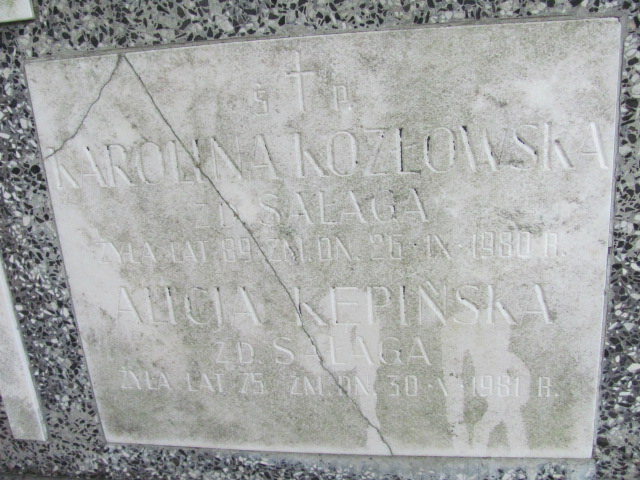 Ś. P.
KAROLINA KOZŁOWSKA
ZD SAŁAGA
ŻYŁA LAT 89 ZM. DN. 26 · IX · 1980 R.
ALICJA KĘPIŃSKA
ZD SAŁAGA
ŻYŁA LAT 75 ZM. DN. 30 · X · 1981 R.